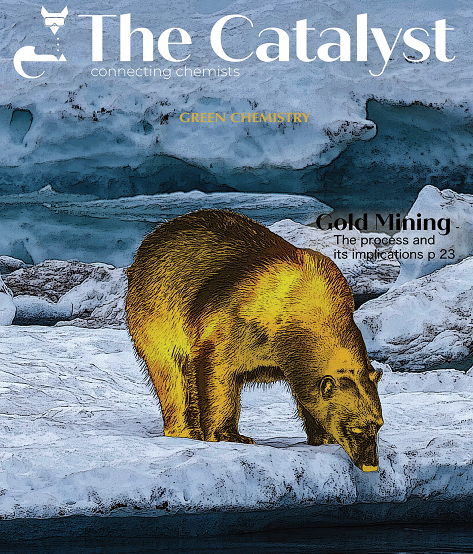 The Catalyst
connecting chemists
GREEN CHEMISTRY
Gold Mining
The process and
its implications p 23